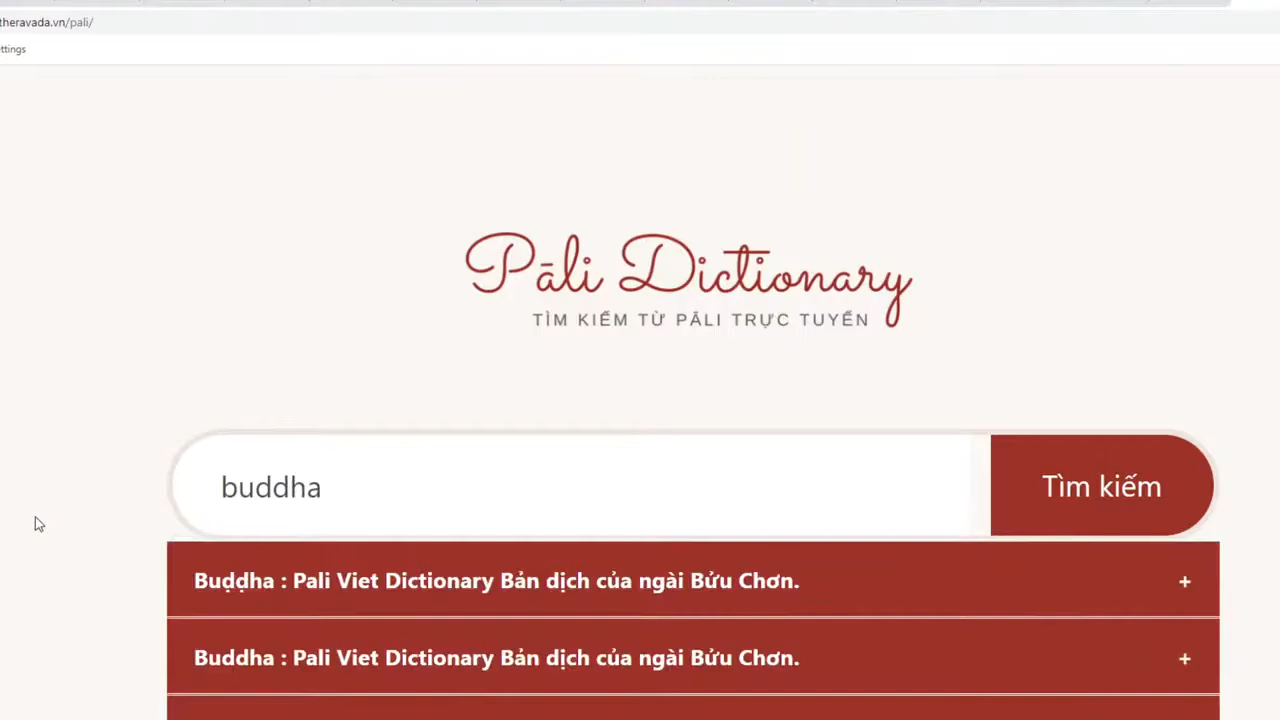 theravada.vn/pali/
ettings
Pāli Dictionary
TÌM KIẾM TỪ PĀLI TRỰC TUYẾN
buddha
Tìm kiếm
Buḍḍha : Pali Viet Dictionary Bản dịch của ngài Bửu Chơn.
+
Buddha : Pali Viet Dictionary Bản dịch của ngài Bửu Chơn.
+